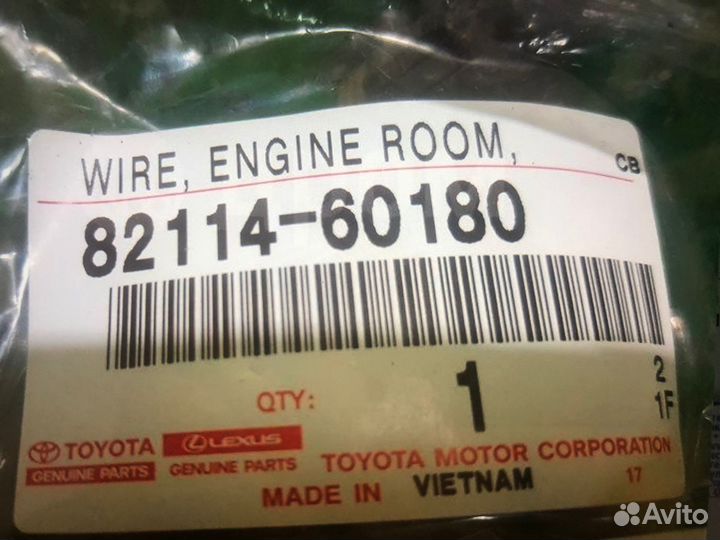 WIRE, ENGINE ROOM,
CB
82114-60180
QTY: 1
2
1F
TOYOTA
GENUINE PARTS
LEXUS
GENUINE PARTS
TOYOTA MOTOR CORPORATION
MADE IN VIETNAM 17
Avito